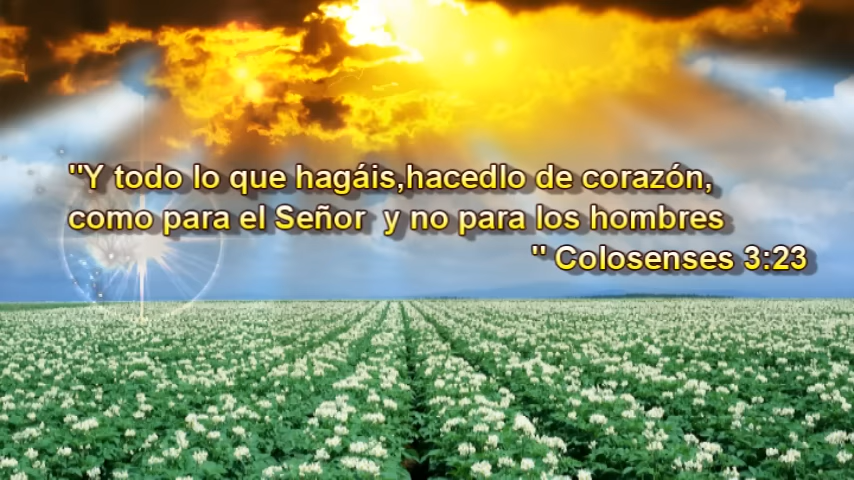 "Y todo lo que hagáis,hacedlo de corazón,
como para el Señor  y no para los hombres
" Colosenses 3:23